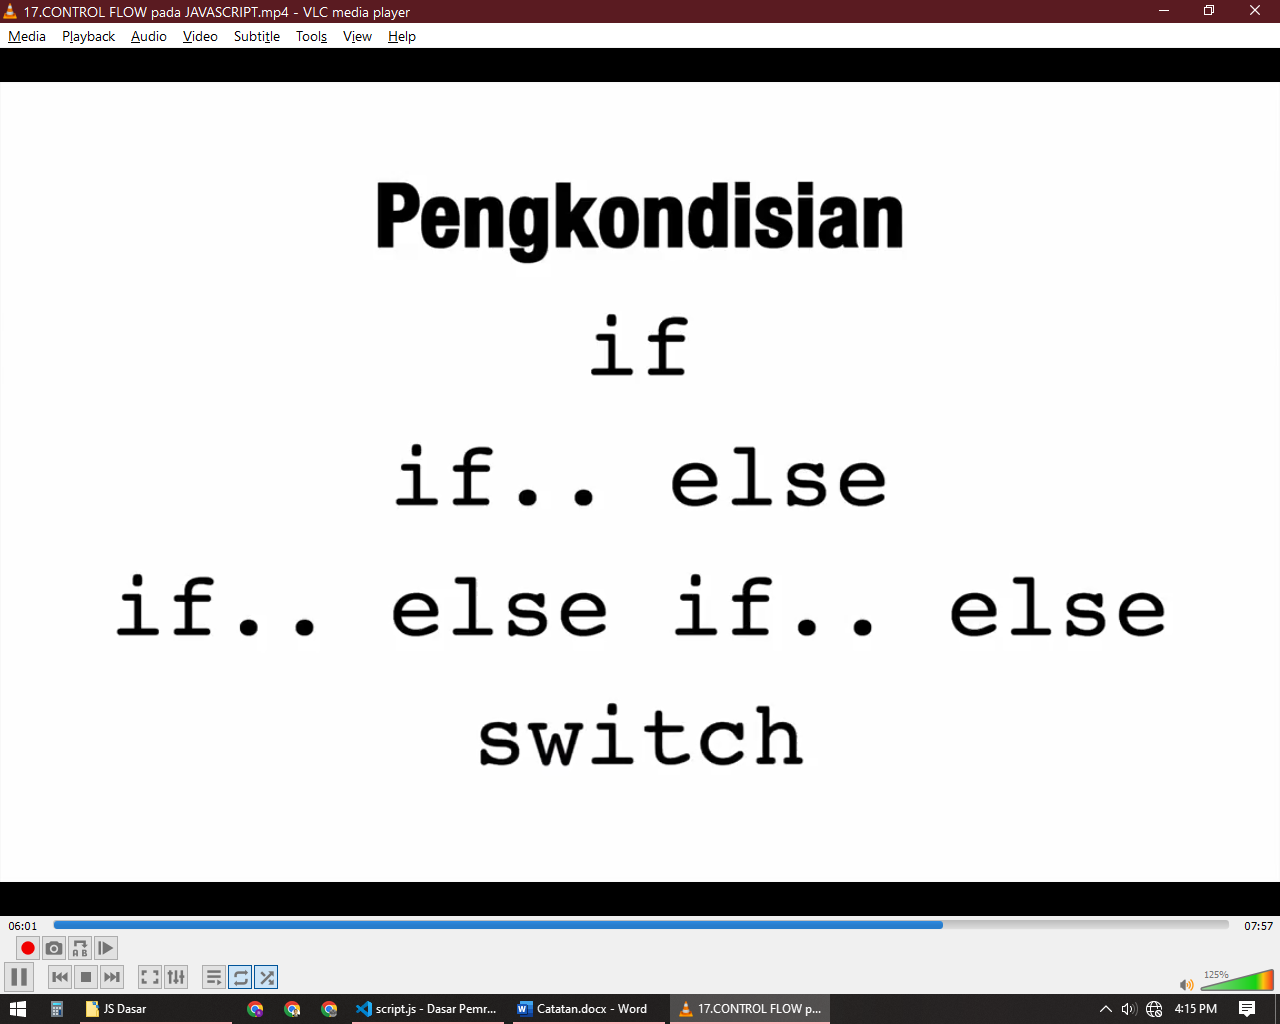 17.CONTROL FLOW pada JAVASCRIPT.mp4 - VLC media player
Media Playback Audio Video Subtitle Tools View Help
Pengkondisian
if
if.. else
if.. else if.. else
switch
06:01 07:57
A B
125%
JS Dasar script.js - Dasar Pemr... Catatan.docx - Word 17.CONTROL FLOW p... 4:15 PM